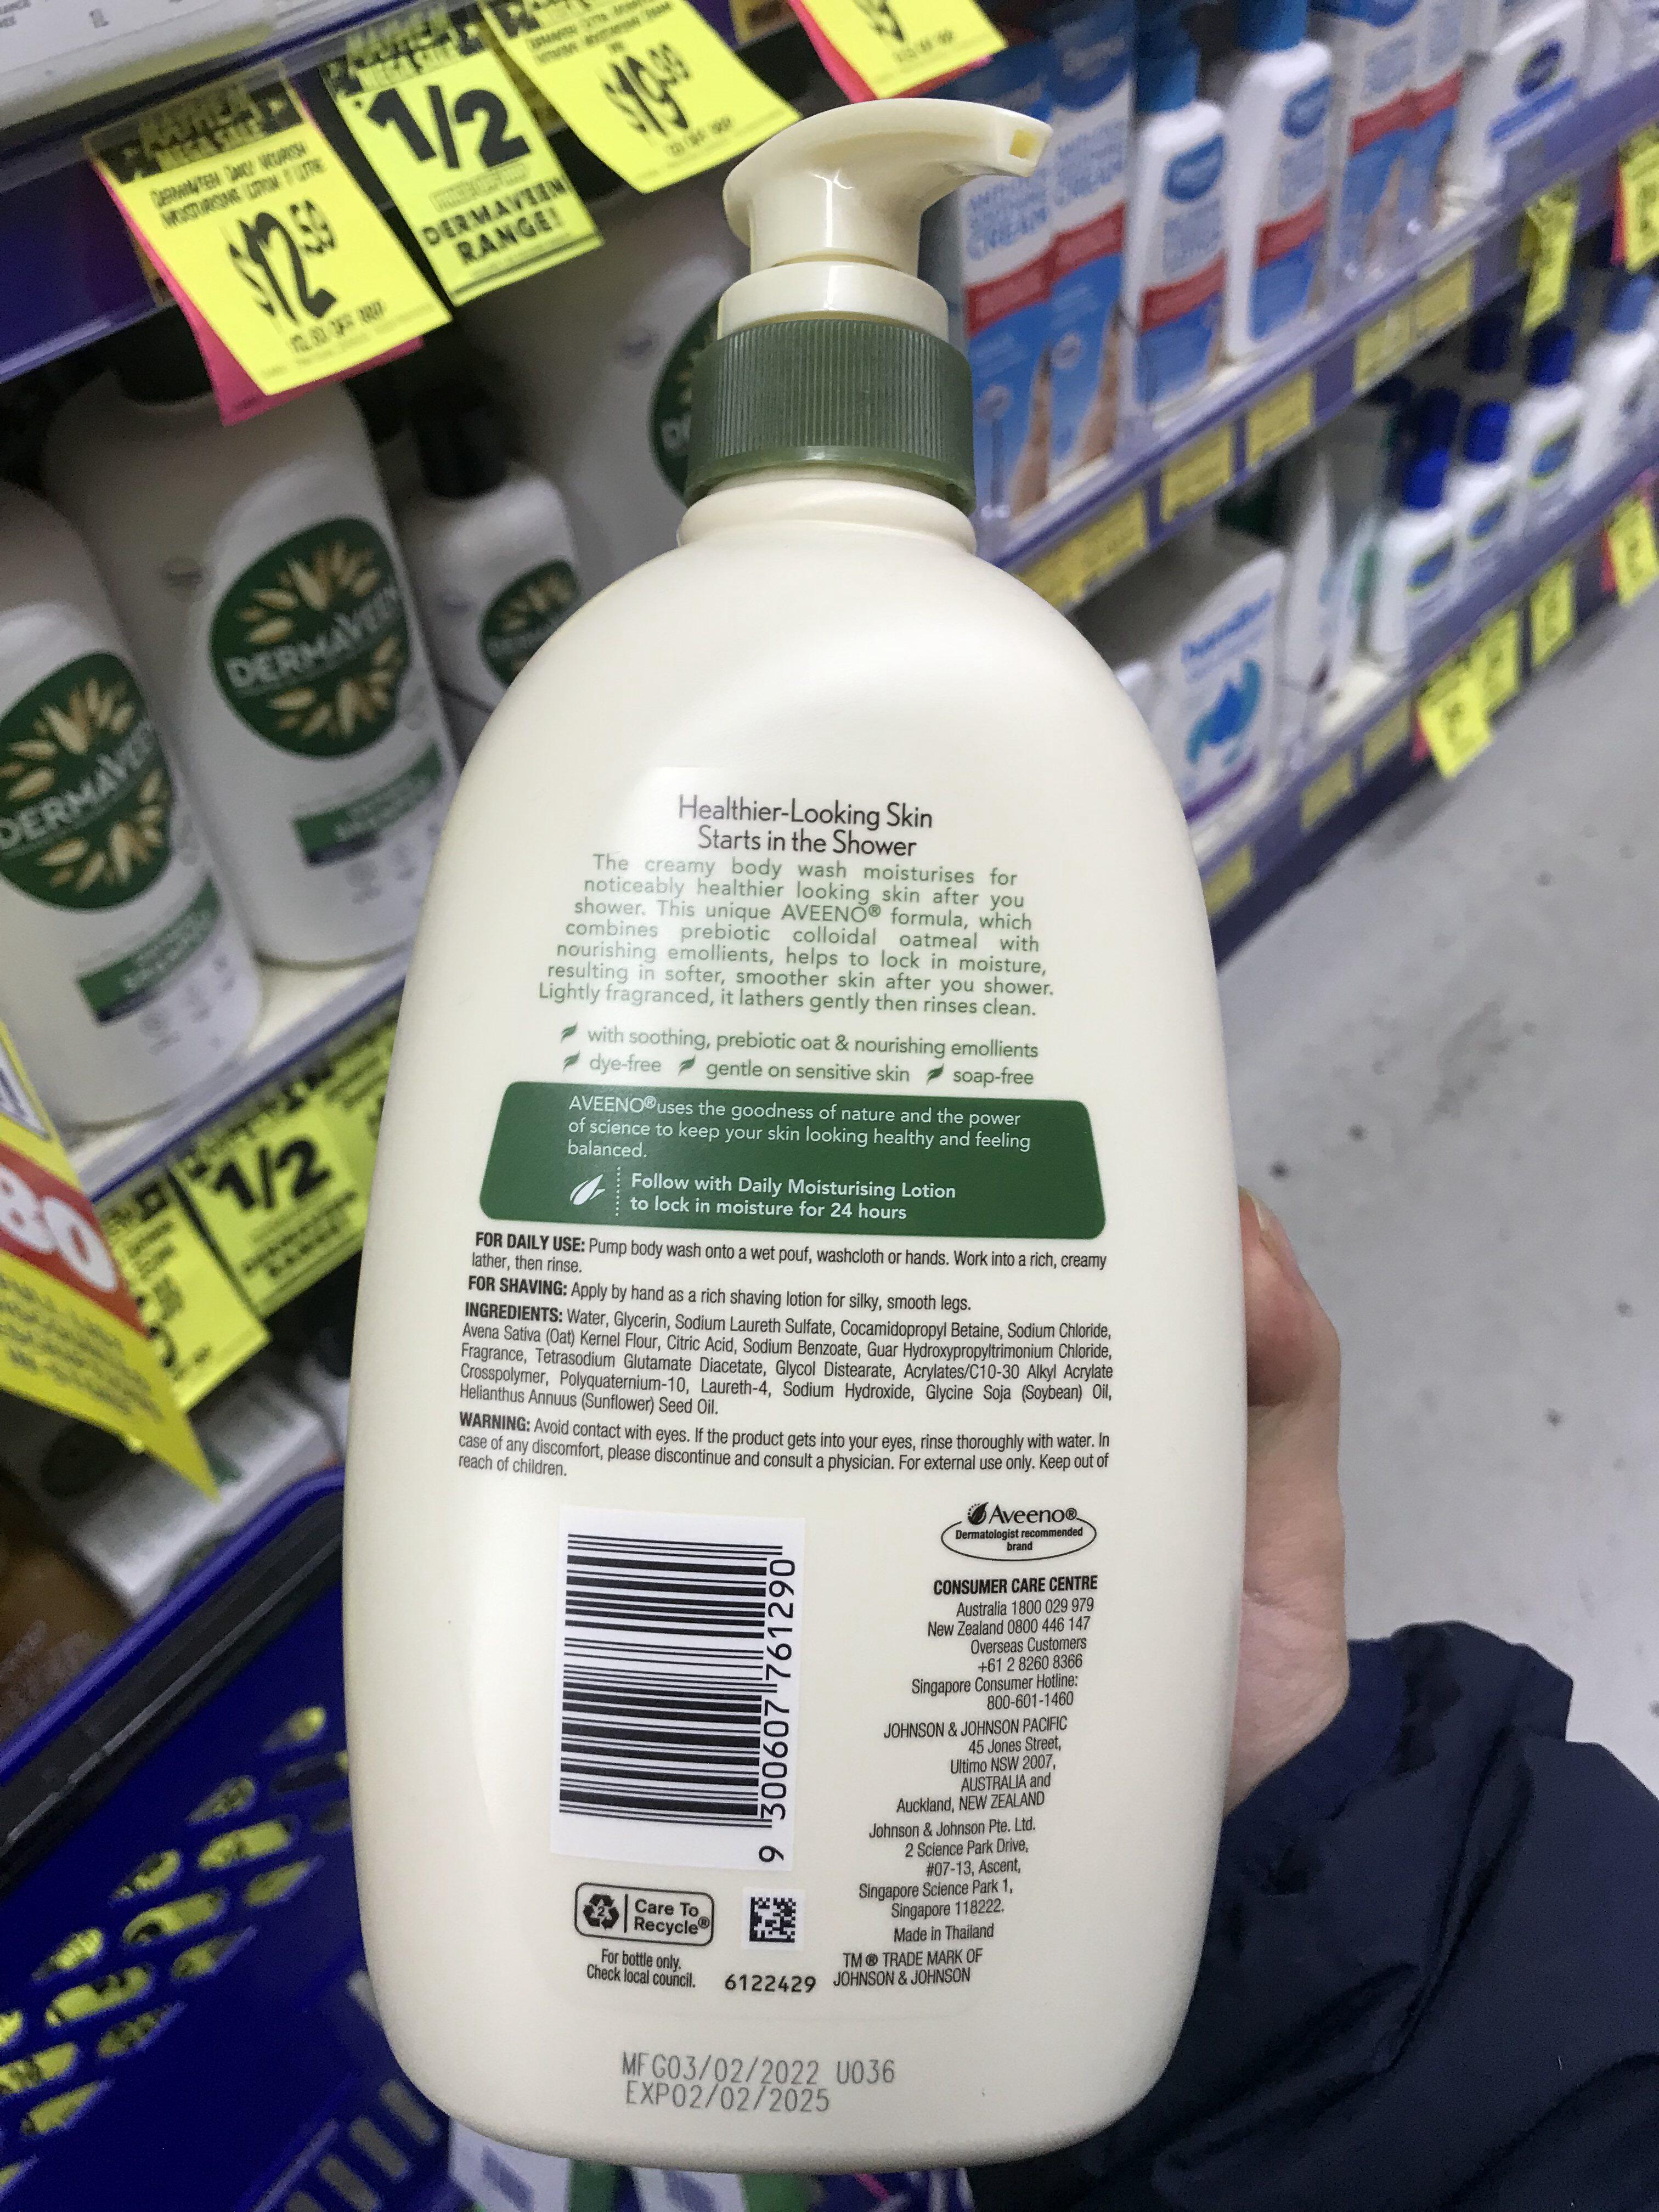 DERMAVEEN DAILY NOURISH
MOISTURISING LOTION 1 LITRE
$12.59
1/2
DERMAVEEN
RANGE!
$19.99
DERMAVEEN
DERMAVEEN
1/2
Healthier-Looking Skin
Starts in the Shower
The creamy body wash moisturises for
noticeably healthier looking skin after you
shower. This unique AVEENO® formula, which
combines prebiotic colloidal oatmeal with
nourishing emollients, helps to lock in moisture,
resulting in softer, smoother skin after you shower.
Lightly fragranced, it lathers gently then rinses clean.
with soothing, prebiotic oat & nourishing emollients
dye-free gentle on sensitive skin soap-free
AVEENO® uses the goodness of nature and the power
of science to keep your skin looking healthy and feeling
balanced.
Follow with Daily Moisturising Lotion
to lock in moisture for 24 hours
FOR DAILY USE: Pump body wash onto a wet pouf, washcloth or hands. Work into a rich, creamy
lather, then rinse.
FOR SHAVING: Apply by hand as a rich shaving lotion for silky, smooth legs.
INGREDIENTS: Water, Glycerin, Sodium Laureth Sulfate, Cocamidopropyl Betaine, Sodium Chloride,
Avena Sativa (Oat) Kernel Flour, Citric Acid, Sodium Benzoate, Guar Hydroxypropyltrimonium Chloride,
Fragrance, Tetrasodium Glutamate Diacetate, Glycol Distearate, Acrylates/C10-30 Alkyl Acrylate
Crosspolymer, Polyquaternium-10, Laureth-4, Sodium Hydroxide, Glycine Soja (Soybean) Oil,
Helianthus Annuus (Sunflower) Seed Oil.
WARNING: Avoid contact with eyes. If the product gets into your eyes, rinse thoroughly with water. In
case of any discomfort, please discontinue and consult a physician. For external use only. Keep out of
reach of children.
9 300607 761290
Aveeno®
Dermatologist recommended
brand
CONSUMER CARE CENTRE
Australia 1800 029 979
New Zealand 0800 446 147
Overseas Customers
+61 2 8260 8366
Singapore Consumer Hotline:
800-601-1460
JOHNSON & JOHNSON PACIFIC
45 Jones Street,
Ultimo NSW 2007,
AUSTRALIA and
Auckland, NEW ZEALAND
Johnson & Johnson Pte. Ltd.
2 Science Park Drive,
#07-13, Ascent,
Singapore Science Park 1,
Singapore 118222.
Made in Thailand
TM ® TRADE MARK OF
JOHNSON & JOHNSON
2
Care To
Recycle®
For bottle only.
Check local council.
6122429
MFG03/02/2022 U036
EXP02/02/2025